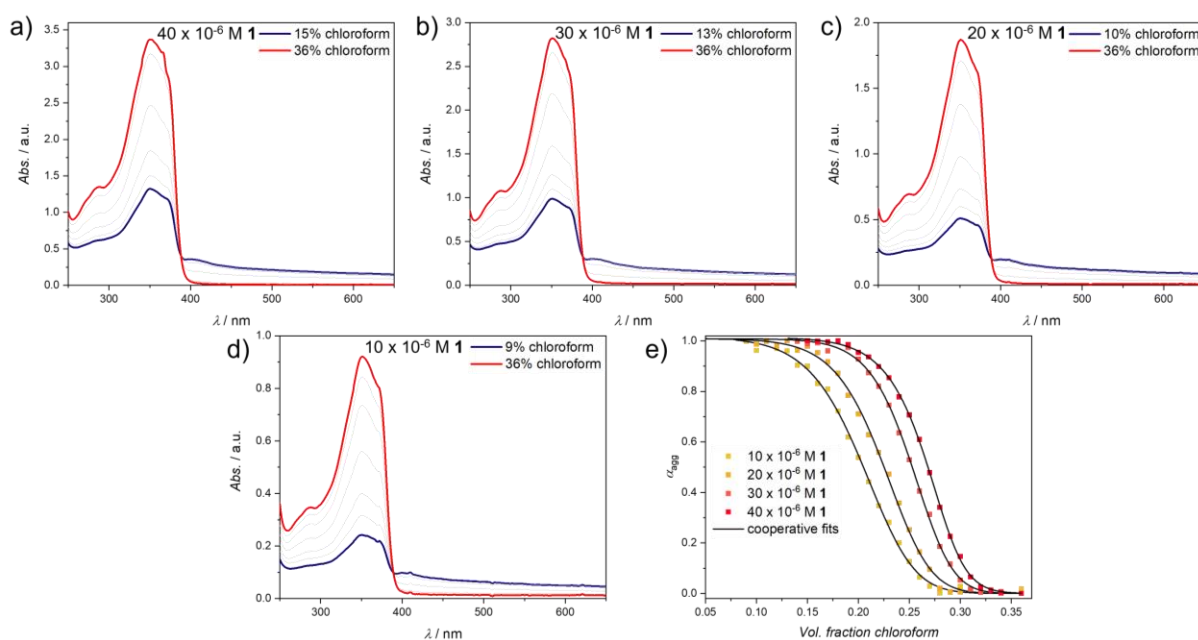 a)
40 x 10⁻⁶ M 1
15% chloroform
36% chloroform
3.5
3.0
2.5
2.0
1.5
1.0
0.5
0.0
Abs. / a.u.
300 400 500 600
λ / nm
b)
30 x 10⁻⁶ M 1
13% chloroform
36% chloroform
3.0
2.5
2.0
1.5
1.0
0.5
0.0
Abs. / a.u.
300 400 500 600
λ / nm
c)
20 x 10⁻⁶ M 1
10% chloroform
36% chloroform
2.0
1.5
1.0
0.5
0.0
Abs. / a.u.
300 400 500 600
λ / nm
d)
10 x 10⁻⁶ M 1
9% chloroform
36% chloroform
1.0
0.8
0.6
0.4
0.2
0.0
Abs. / a.u.
300 400 500 600
λ / nm
e)
1.0
0.8
0.6
0.4
0.2
0.0
αagg
10 x 10⁻⁶ M 1
20 x 10⁻⁶ M 1
30 x 10⁻⁶ M 1
40 x 10⁻⁶ M 1
cooperative fits
0.05 0.10 0.15 0.20 0.25 0.30 0.35
Vol. fraction chloroform